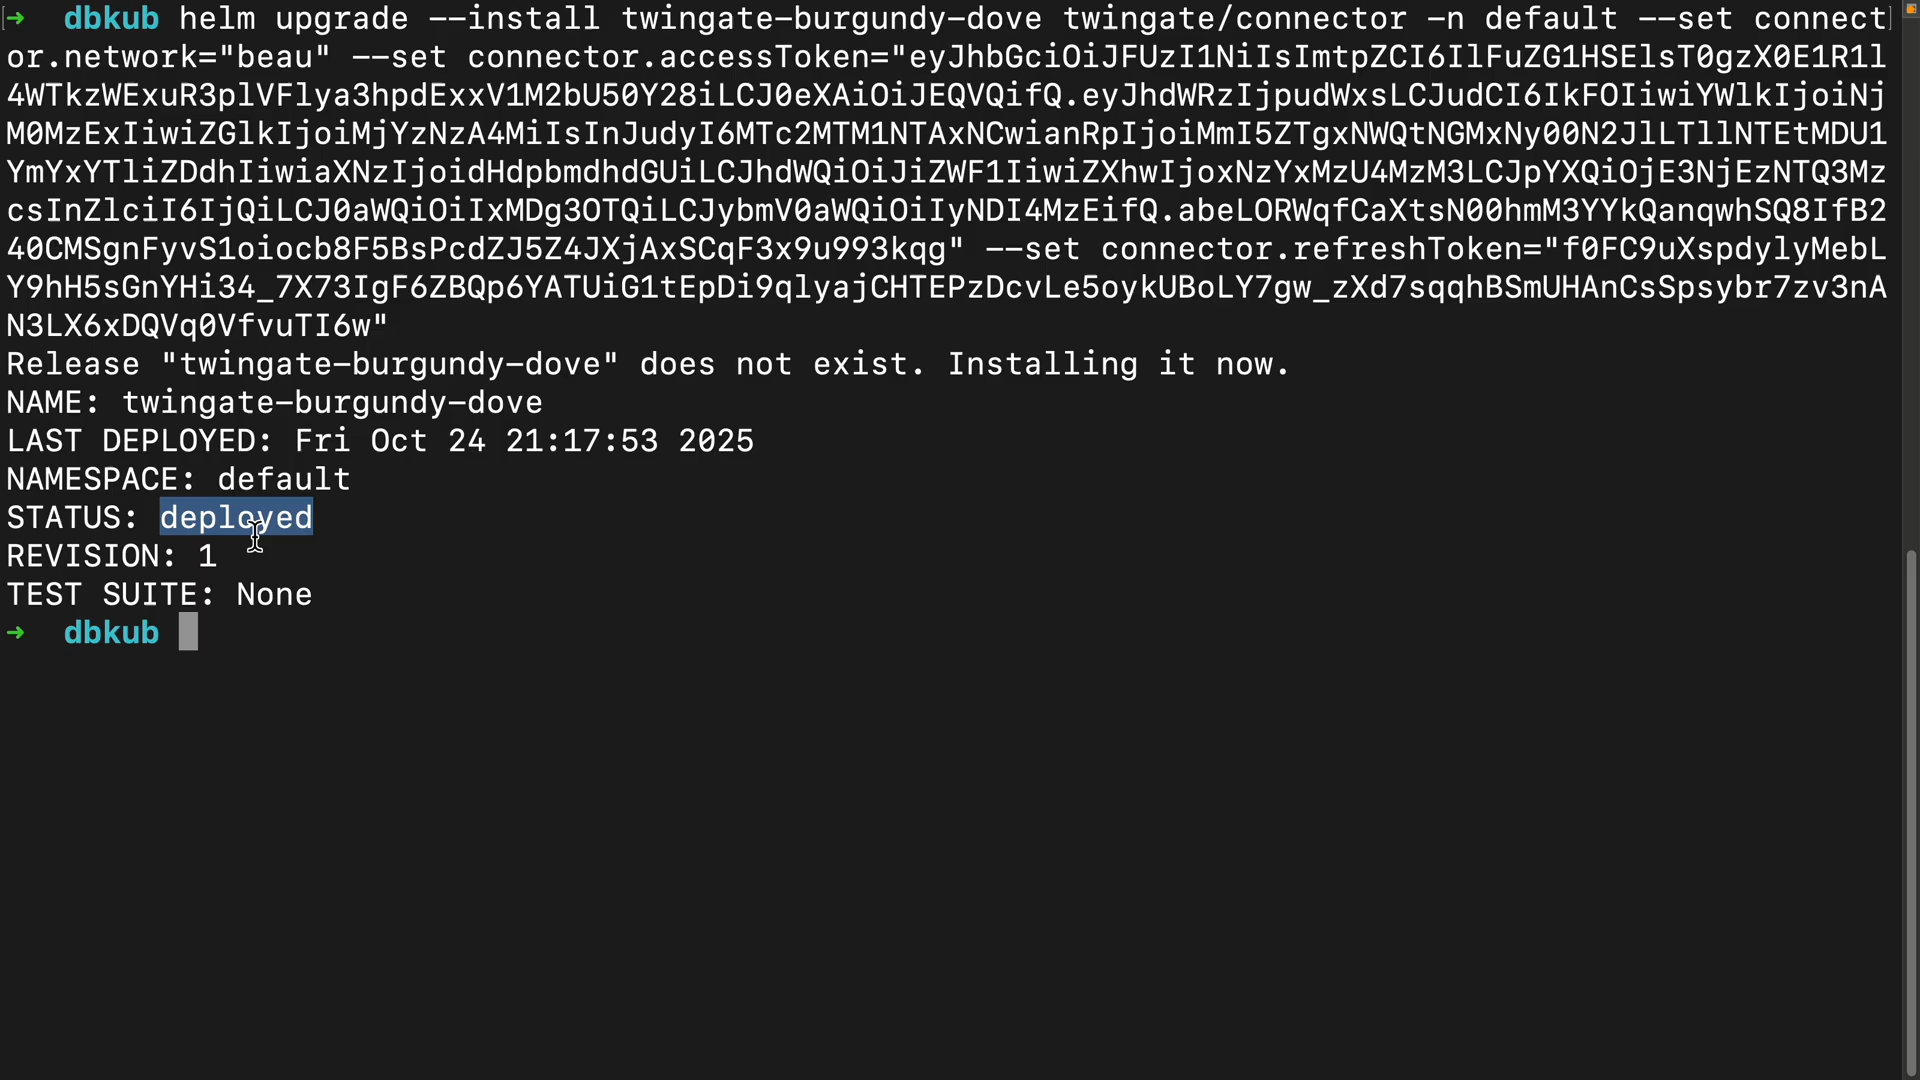 ➜  dbkub helm upgrade --install twingate-burgundy-dove twingate/connector -n default --set connect
or.network="beau" --set connector.accessToken="eyJhbGciOiJFUzI1NiIsImtpZCI6IlFuZG1HSElsT0gzX0E1R1l
4WTkzWExuR3plVFlya3hpdExxV1M2bU50Y28iLCJ0eXAiOiJEQVQifQ.eyJhdWRzIjpudWxsLCJudCI6IkFOIiwiYWlkIjoiNj
M0MzExIiwiZGlkIjoiMjYzNzA4MiIsInJudyI6MTc2MTM1NTAxNCwianRpIjoiMmI5ZTgxNWQtNGMxNy00N2JlLTllNTEtMDU1
YmYxYTliZDdhIiwiaXNzIjoidHdpbmdhdGUiLCJhdWQiOiJiZWF1IiwiZXhwIjoxNzYxMzU4MzM3LCJpYXQiOjE3NjEzNTQ3Mz
csInZlciI6IjQiLCJ0aWQiOiIxMDg3OTQiLCJybmV0aWQiOiIyNDI4MzEifQ.abeLORWqfCaXtsN00hmM3YYkQanqwhSQ8IfB2
40CMSgnFyvS1oiocb8F5BsPcdZJ5Z4JXjAxSCqF3x9u993kqg" --set connector.refreshToken="f0FC9uXspdylyMebL
Y9hH5sGnYHi34_7X73IgF6ZBQp6YATUiG1tEpDi9qlyajCHTEPzDcvLe5oykUBoLY7gw_zXd7sqqhBSmUHAnCsSpsybr7zv3nA
N3LX6xDQVq0VfvuTI6w"
Release "twingate-burgundy-dove" does not exist. Installing it now.
NAME: twingate-burgundy-dove
LAST DEPLOYED: Fri Oct 24 21:17:53 2025
NAMESPACE: default
STATUS: deployed
REVISION: 1
TEST SUITE: None
➜  dbkub